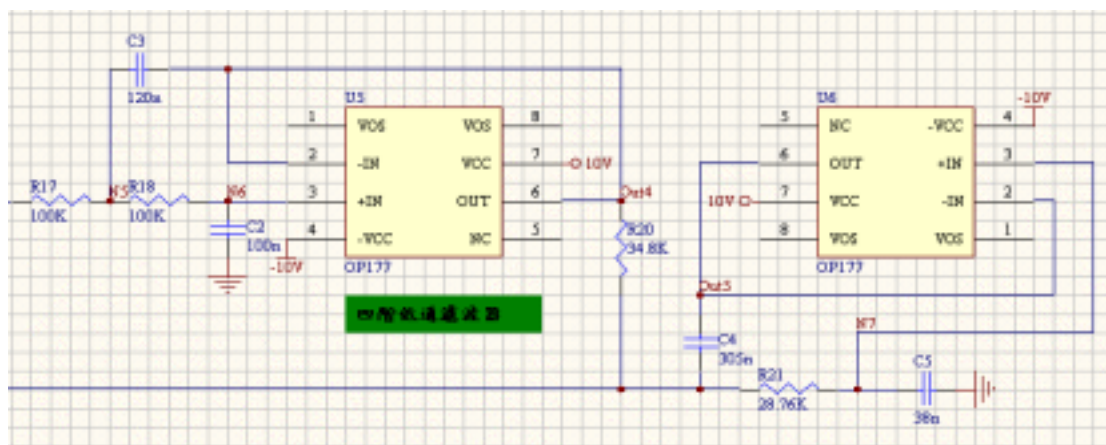 C3
120n
U5
1 VOS VOS 8
2 -IN VCC 7 10V
3 +IN OUT 6 Out4
4 -VCC NC 5
OP177
-10V
R17
100K
N5
R18
100K
N6
C2
100n
R20
34.8K
U6
-10V
5 NC -VCC 4
6 OUT +IN 3
10V 7 VCC -IN 2
8 VOS VOS 1
OP177
Out5
C4
305n
R21
28.76K
N7
C5
38n